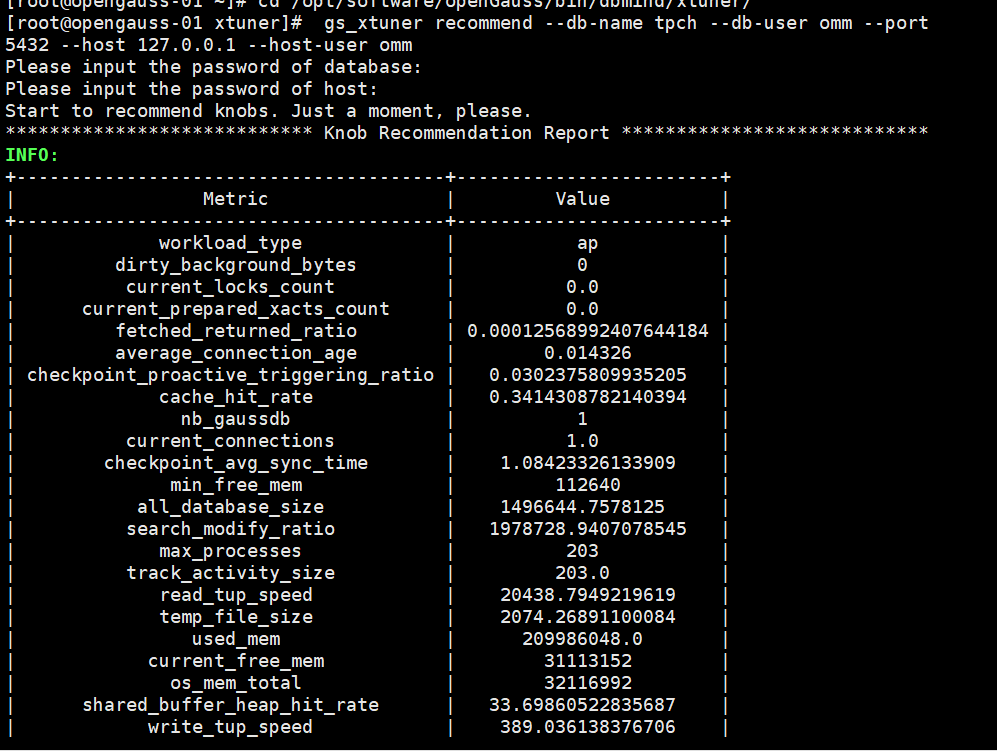 [root@opengauss-01 ~]# cd /opt/software/openGauss/bin/dbmind/xtuner/
[root@opengauss-01 xtuner]#  gs_xtuner recommend --db-name tpch --db-user omm --port
5432 --host 127.0.0.1 --host-user omm
Please input the password of database:
Please input the password of host:
Start to recommend knobs. Just a moment, please.
**************************** Knob Recommendation Report ****************************
INFO:
+---------------------------------------+------------------------+
| Metric | Value |
+---------------------------------------+------------------------+
| workload_type | ap |
| dirty_background_bytes | 0 |
| current_locks_count | 0.0 |
| current_prepared_xacts_count | 0.0 |
| fetched_returned_ratio | 0.00012568992407644184 |
| average_connection_age | 0.014326 |
| checkpoint_proactive_triggering_ratio | 0.0302375809935205 |
| cache_hit_rate | 0.3414308782140394 |
| nb_gaussdb | 1 |
| current_connections | 1.0 |
| checkpoint_avg_sync_time | 1.08423326133909 |
| min_free_mem | 112640 |
| all_database_size | 1496644.7578125 |
| search_modify_ratio | 1978728.9407078545 |
| max_processes | 203 |
| track_activity_size | 203.0 |
| read_tup_speed | 20438.7949219619 |
| temp_file_size | 2074.26891100084 |
| used_mem | 209986048.0 |
| current_free_mem | 31113152 |
| os_mem_total | 32116992 |
| shared_buffer_heap_hit_rate | 33.69860522835687 |
| write_tup_speed | 389.036138376706 |